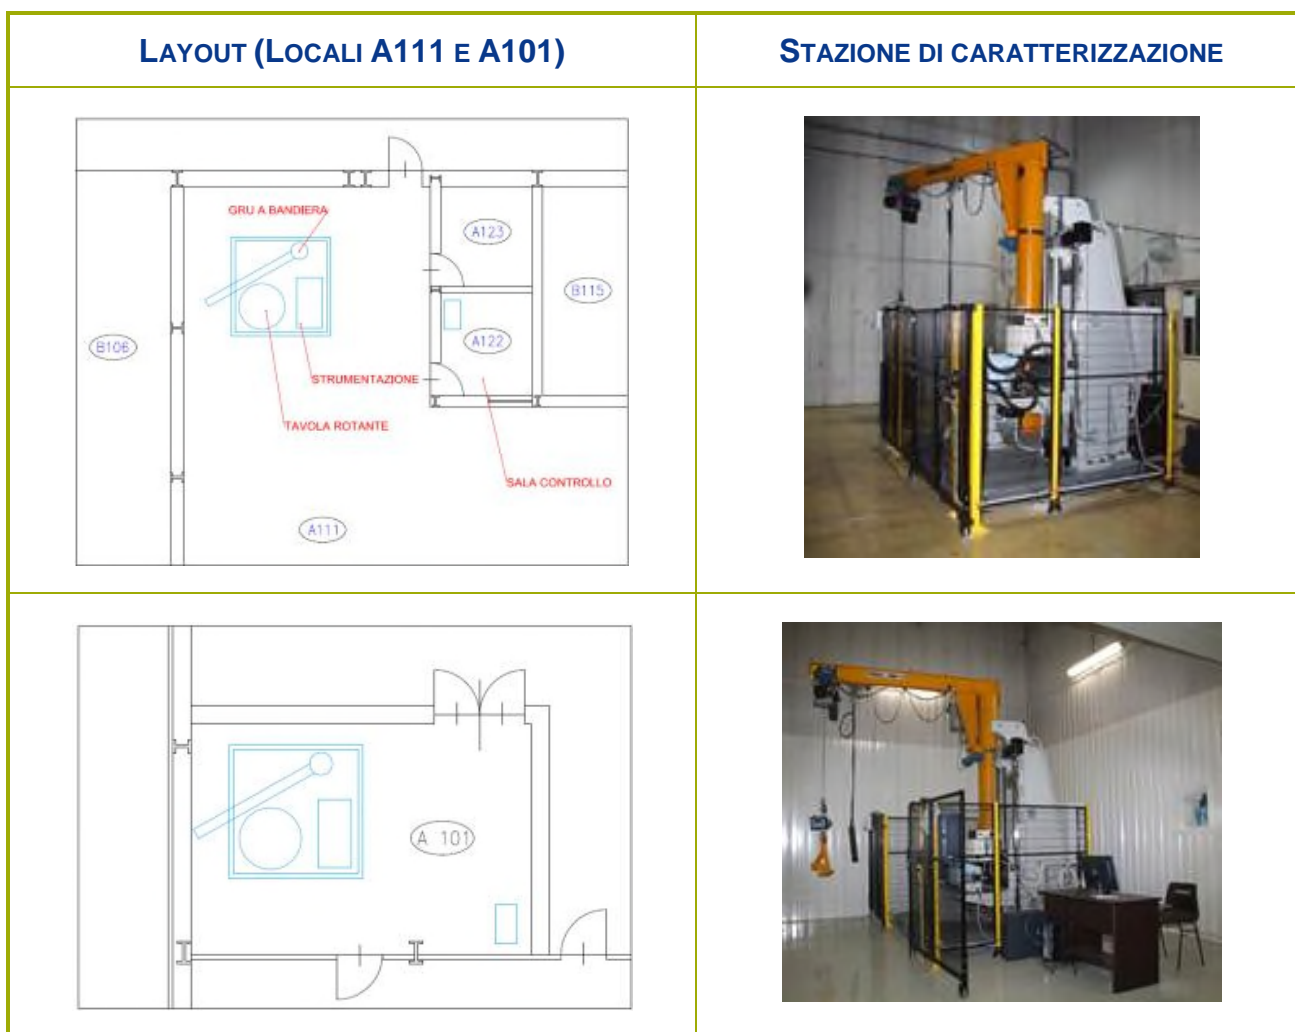 LAYOUT (LOCALI A111 E A101)
STAZIONE DI CARATTERIZZAZIONE
GRU A BANDIERA
A123
B115
B106
A122
STRUMENTAZIONE
TAVOLA ROTANTE
SALA CONTROLLO
A111
A 101